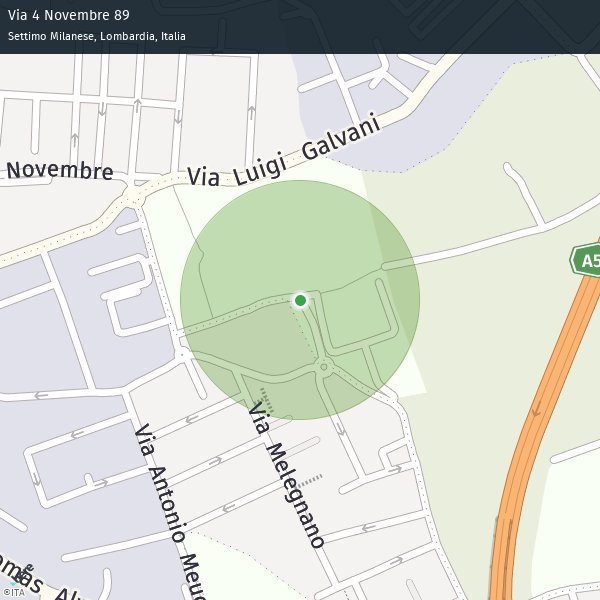 Via 4 Novembre 89
Settimo Milanese, Lombardia, Italia
Novembre
Via Luigi Galvani
A5
Via Melegnano
Via Antonio Meuc
omas Al
©ITA